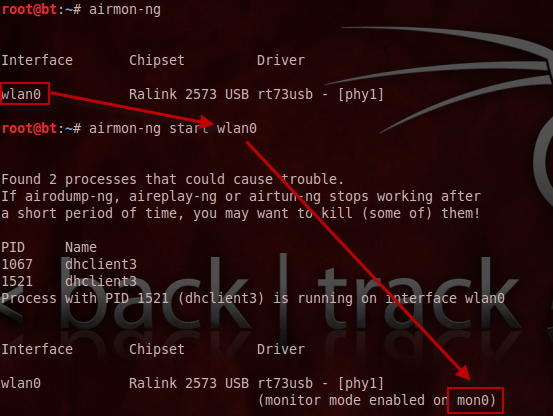 root@bt:~# airmon-ng
Interface Chipset Driver
wlan0 Ralink 2573 USB rt73usb - [phy1]
root@bt:~# airmon-ng start wlan0
Found 2 processes that could cause trouble.
If airodump-ng, aireplay-ng or airtun-ng stops working after
a short period of time, you may want to kill (some of) them!
PID Name
1067 dhclient3
1521 dhclient3
Process with PID 1521 (dhclient3) is running on interface wlan0
Interface Chipset Driver
wlan0 Ralink 2573 USB rt73usb - [phy1]
(monitor mode enabled on mon0)
<< back | track